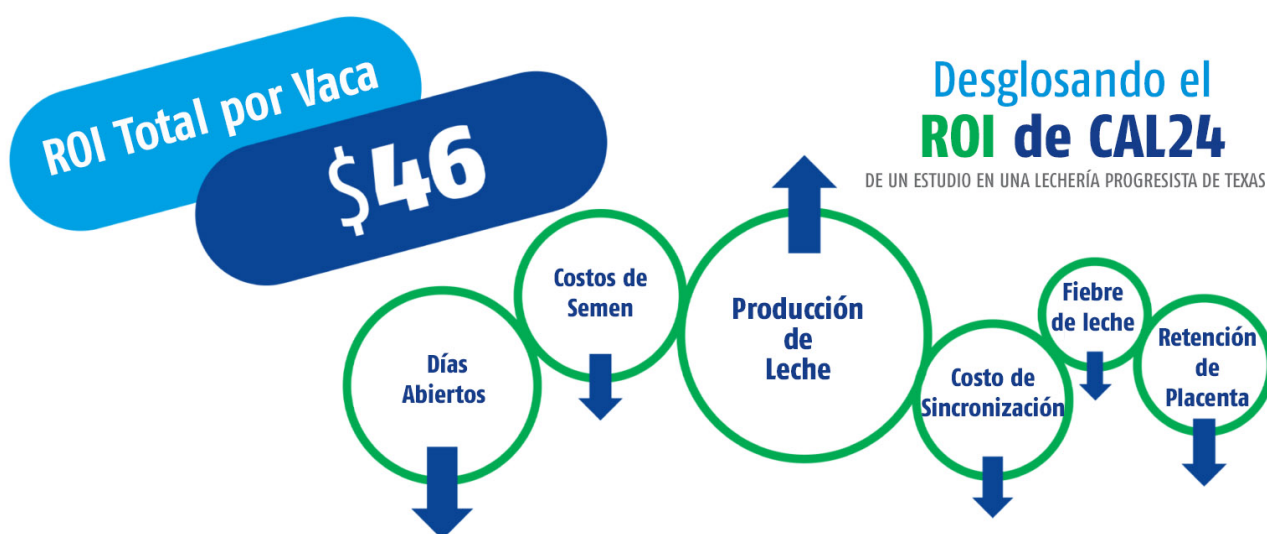 ROI Total por Vaca
$46
Desglosando el
ROI de CAL24
DE UN ESTUDIO EN UNA LECHERÍA PROGRESISTA DE TEXAS
Días
Abiertos
Costos de
Semen
Producción
de
Leche
Costo de
Sincronización
Fiebre
de leche
Retención
de
Placenta